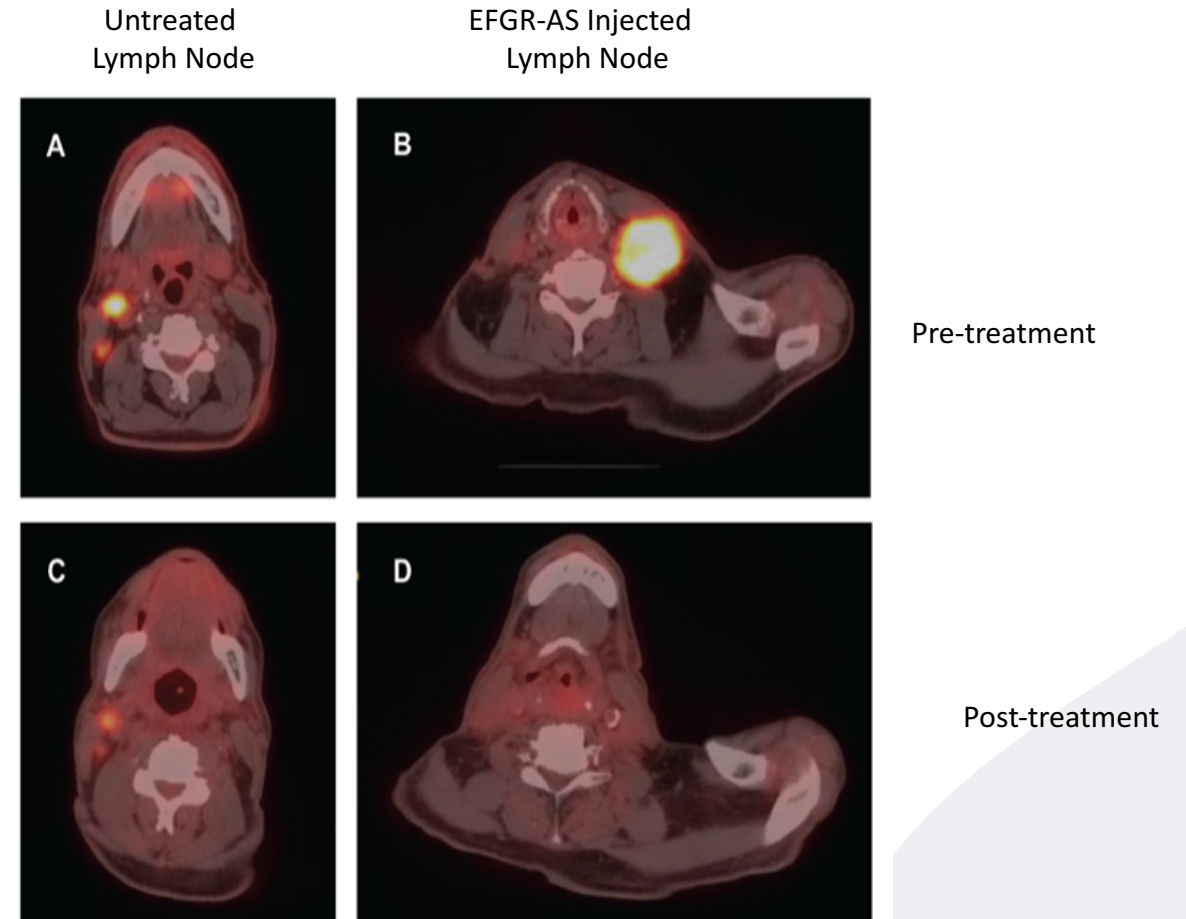 Untreated
Lymph Node
EFGR-AS Injected
Lymph Node
A
B
Pre-treatment
C
D
Post-treatment